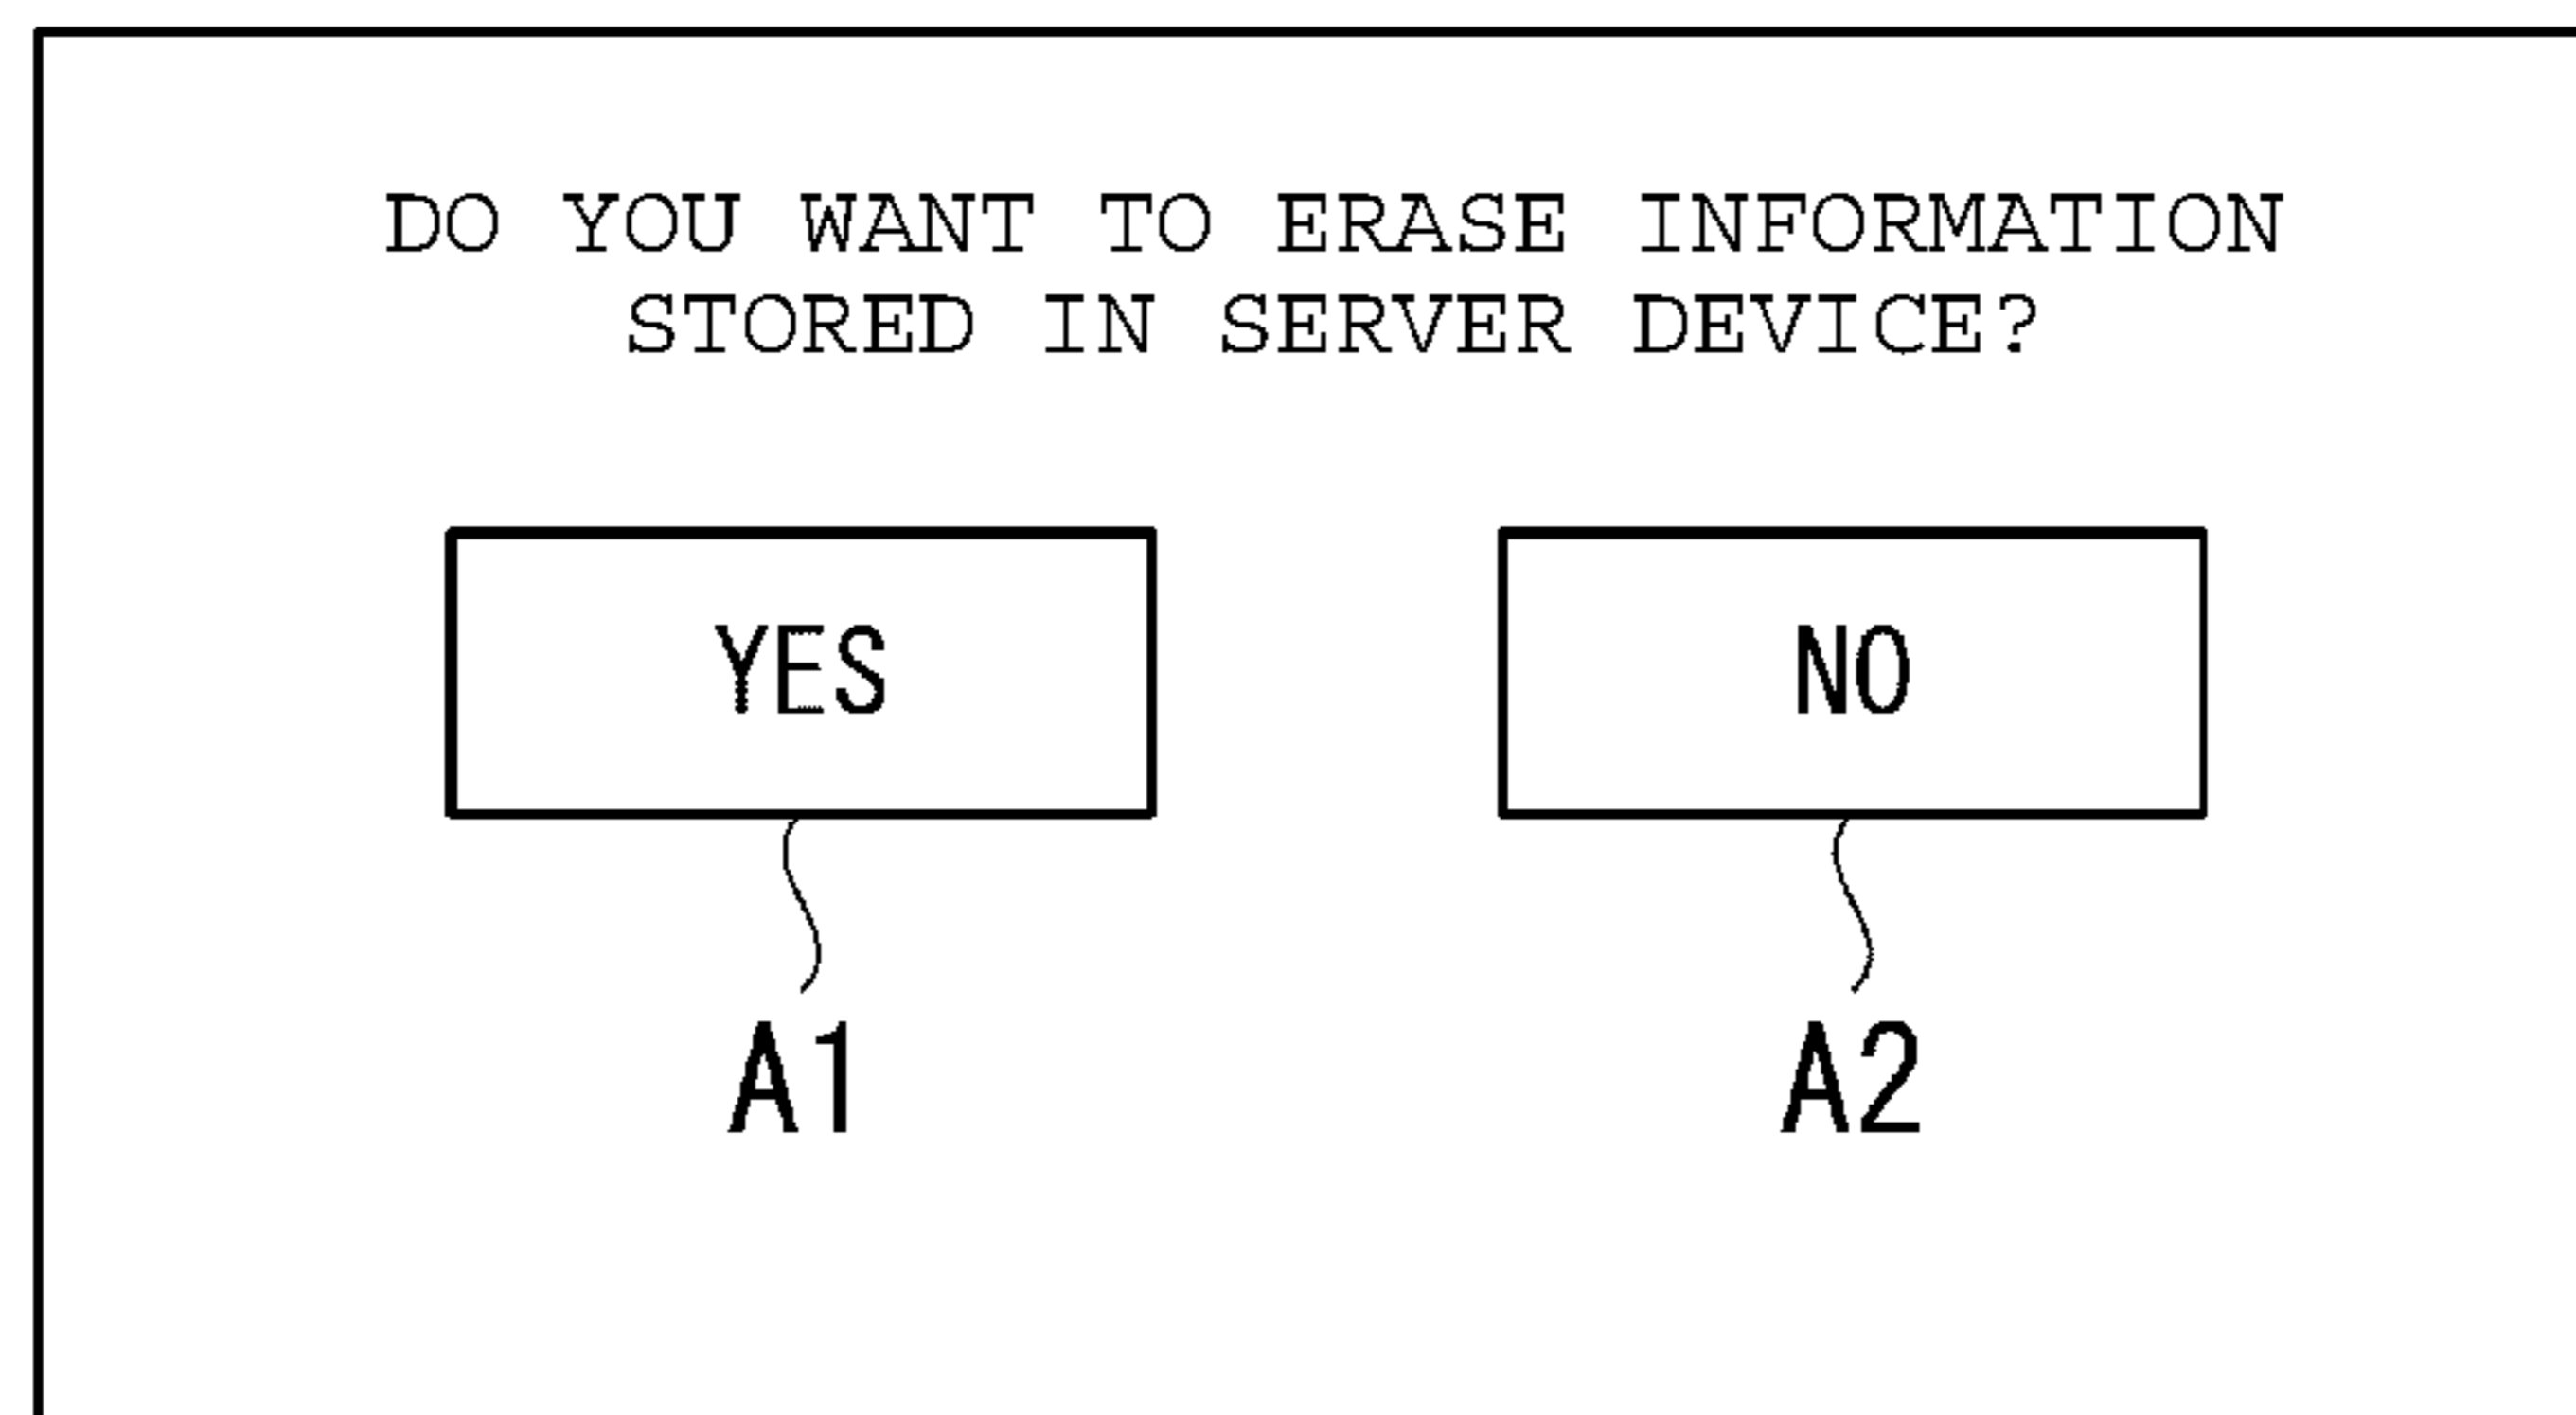 DO YOU WANT TO ERASE INFORMATION
STORED IN SERVER DEVICE?
YES
NO
A1
A2